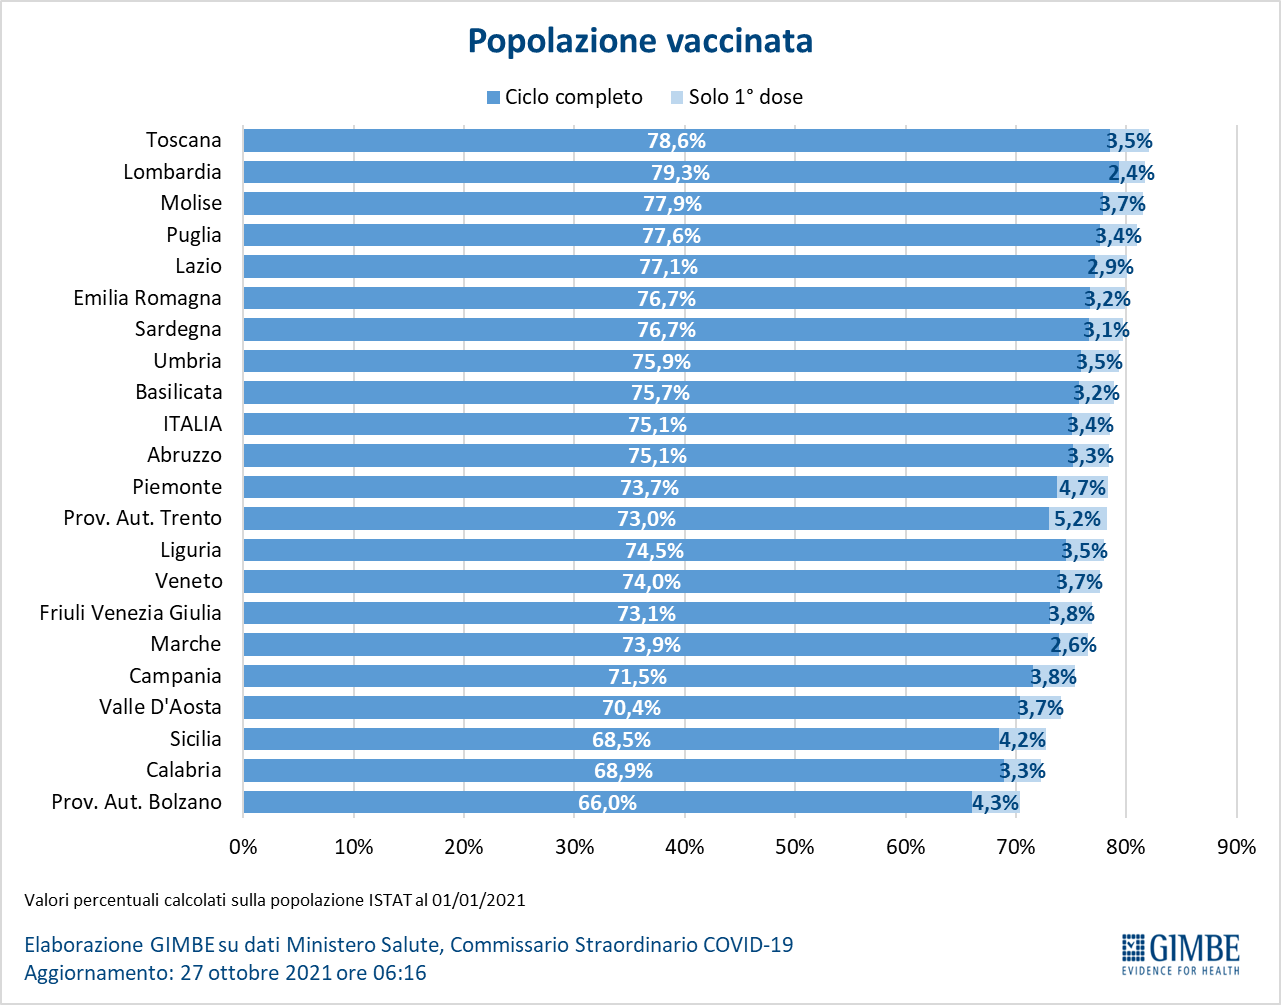 Popolazione vaccinata
Ciclo completo Solo 1° dose
Toscana 78,6% 3,5%
Lombardia 79,3% 2,4%
Molise 77,9% 3,7%
Puglia 77,6% 3,4%
Lazio 77,1% 2,9%
Emilia Romagna 76,7% 3,2%
Sardegna 76,7% 3,1%
Umbria 75,9% 3,5%
Basilicata 75,7% 3,2%
ITALIA 75,1% 3,4%
Abruzzo 75,1% 3,3%
Piemonte 73,7% 4,7%
Prov. Aut. Trento 73,0% 5,2%
Liguria 74,5% 3,5%
Veneto 74,0% 3,7%
Friuli Venezia Giulia 73,1% 3,8%
Marche 73,9% 2,6%
Campania 71,5% 3,8%
Valle D'Aosta 70,4% 3,7%
Sicilia 68,5% 4,2%
Calabria 68,9% 3,3%
Prov. Aut. Bolzano 66,0% 4,3%
0% 10% 20% 30% 40% 50% 60% 70% 80% 90%
Valori percentuali calcolati sulla popolazione ISTAT al 01/01/2021
Elaborazione GIMBE su dati Ministero Salute, Commissario Straordinario COVID-19
Aggiornamento: 27 ottobre 2021 ore 06:16
GIMBE
EVIDENCE FOR HEALTH